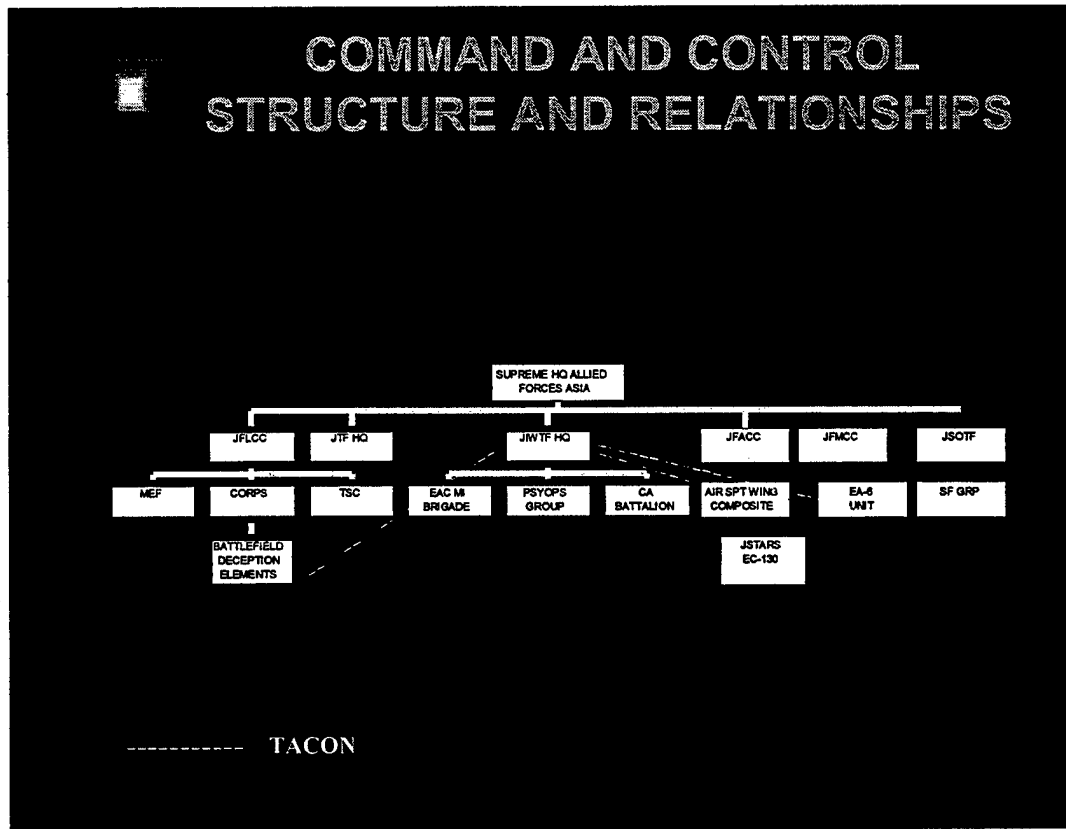 COMMAND AND CONTROL
STRUCTURE AND RELATIONSHIPS
SUPREME HQ ALLIED
FORCES ASIA
JFLCC
JTF HQ
JIWTF HQ
JFACC
JFMCC
JSOTF
MEF
CORPS
TSC
EAC MI
BRIGADE
PSYOPS
GROUP
CA
BATTALION
AIR SPT WING
COMPOSITE
EA-6
UNIT
SF GRP
BATTLEFIELD
DECEPTION
ELEMENTS
JSTARS
EC-130
TACON